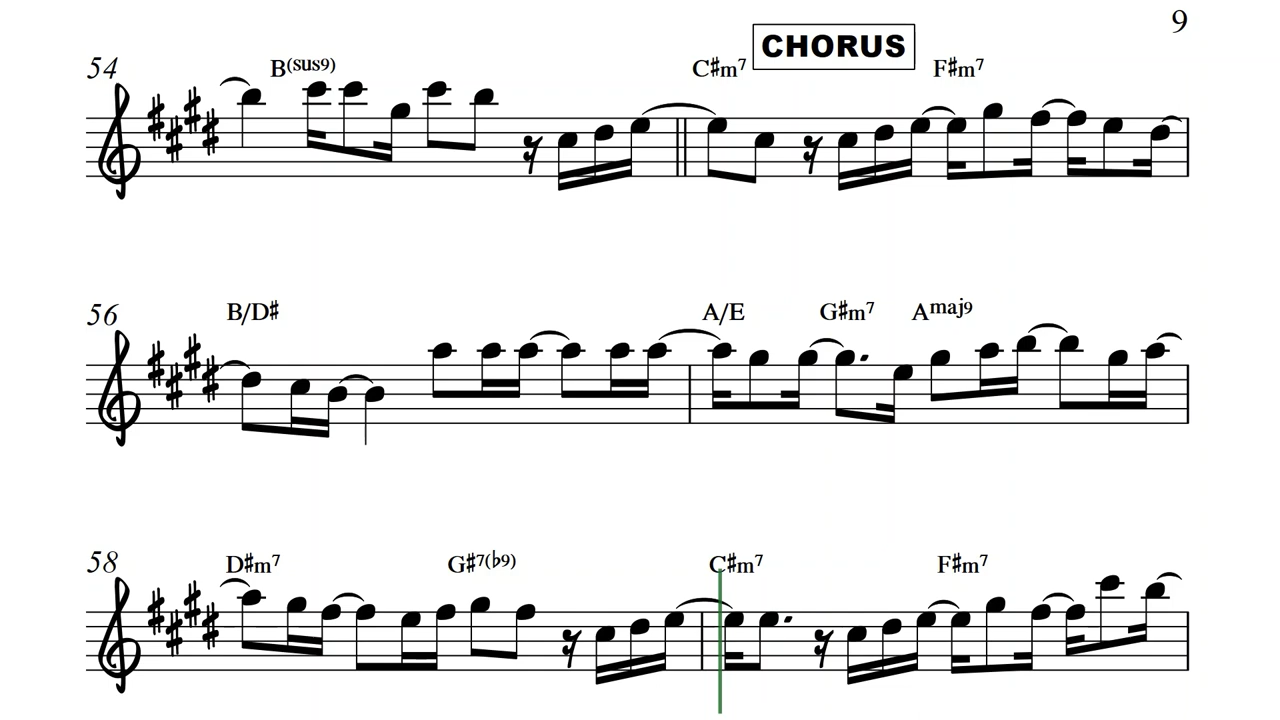 9
CHORUS
54 B(sus9) C♯m7 F♯m7
56 B/D♯ A/E G♯m7 Amaj9
58 D♯m7 G♯7(♭9) C♯m7 F♯m7